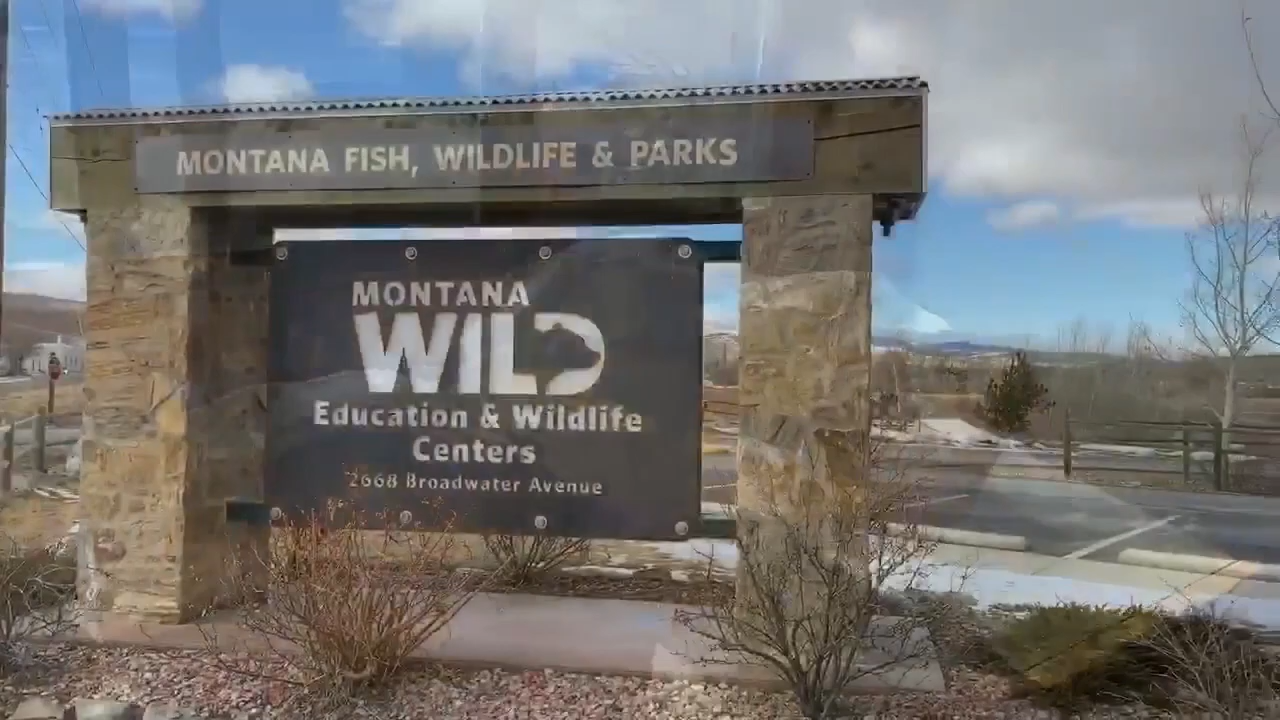 MONTANA FISH, WILDLIFE & PARKS
MONTANA
WILD
Education & Wildlife
Centers
2668 Broadwater Avenue